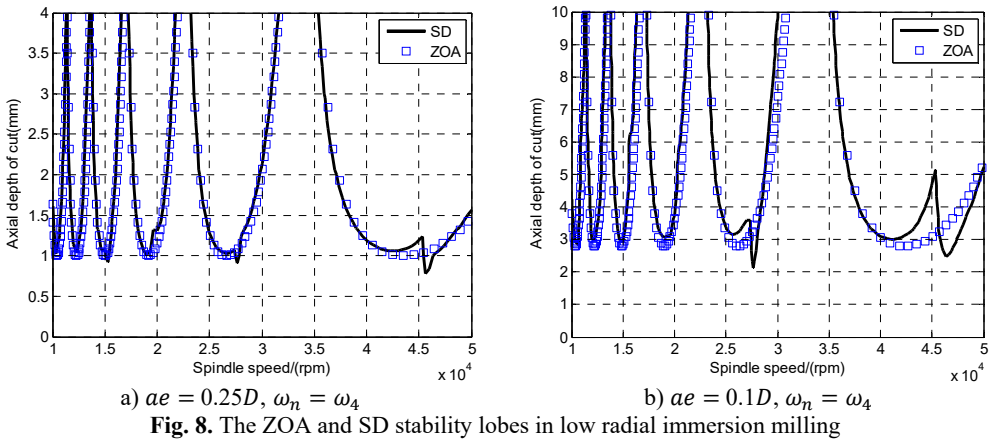 4
3.5
3
2.5
2
1.5
1
0.5
0
Axial depth of cut(mm)
SD
ZOA
1 1.5 2 2.5 3 3.5 4 4.5 5
Spindle speed/(rpm)
x 10^4
a) ae = 0.25D, ωn = ω4
10
9
8
7
6
5
4
3
2
1
0
Axial depth of cut(mm)
SD
ZOA
1 1.5 2 2.5 3 3.5 4 4.5 5
Spindle speed/(rpm)
x 10^4
b) ae = 0.1D, ωn = ω4
Fig. 8. The ZOA and SD stability lobes in low radial immersion milling